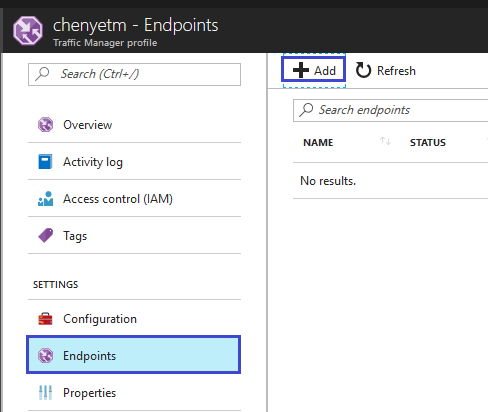 chenyetm - Endpoints
Traffic Manager profile
Search (Ctrl+/)
Overview
Activity log
Access control (IAM)
Tags
SETTINGS
Configuration
Endpoints
Properties
Add
Refresh
Search endpoints
NAME STATUS
No results.